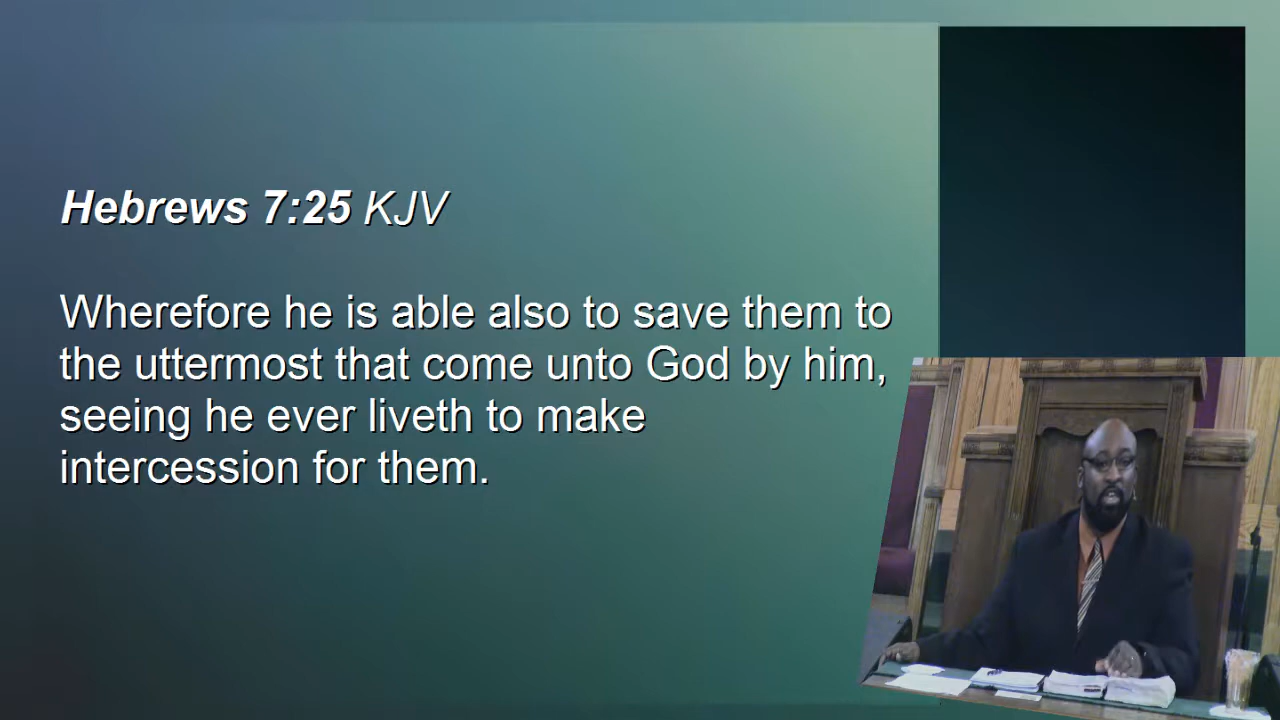 Hebrews 7:25 KJV
Wherefore he is able also to save them to
the uttermost that come unto God by him,
seeing he ever liveth to make
intercession for them.